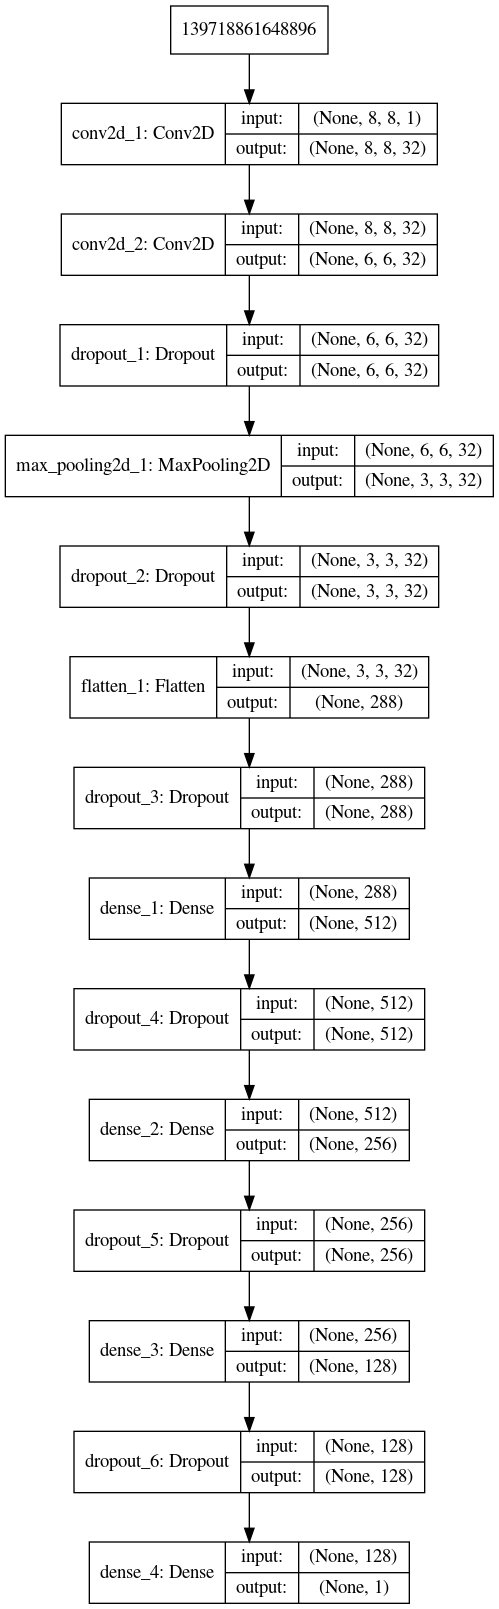 139718861648896
conv2d_1: Conv2D
input: (None, 8, 8, 1)
output: (None, 8, 8, 32)
conv2d_2: Conv2D
input: (None, 8, 8, 32)
output: (None, 6, 6, 32)
dropout_1: Dropout
input: (None, 6, 6, 32)
output: (None, 6, 6, 32)
max_pooling2d_1: MaxPooling2D
input: (None, 6, 6, 32)
output: (None, 3, 3, 32)
dropout_2: Dropout
input: (None, 3, 3, 32)
output: (None, 3, 3, 32)
flatten_1: Flatten
input: (None, 3, 3, 32)
output: (None, 288)
dropout_3: Dropout
input: (None, 288)
output: (None, 288)
dense_1: Dense
input: (None, 288)
output: (None, 512)
dropout_4: Dropout
input: (None, 512)
output: (None, 512)
dense_2: Dense
input: (None, 512)
output: (None, 256)
dropout_5: Dropout
input: (None, 256)
output: (None, 256)
dense_3: Dense
input: (None, 256)
output: (None, 128)
dropout_6: Dropout
input: (None, 128)
output: (None, 128)
dense_4: Dense
input: (None, 128)
output: (None, 1)